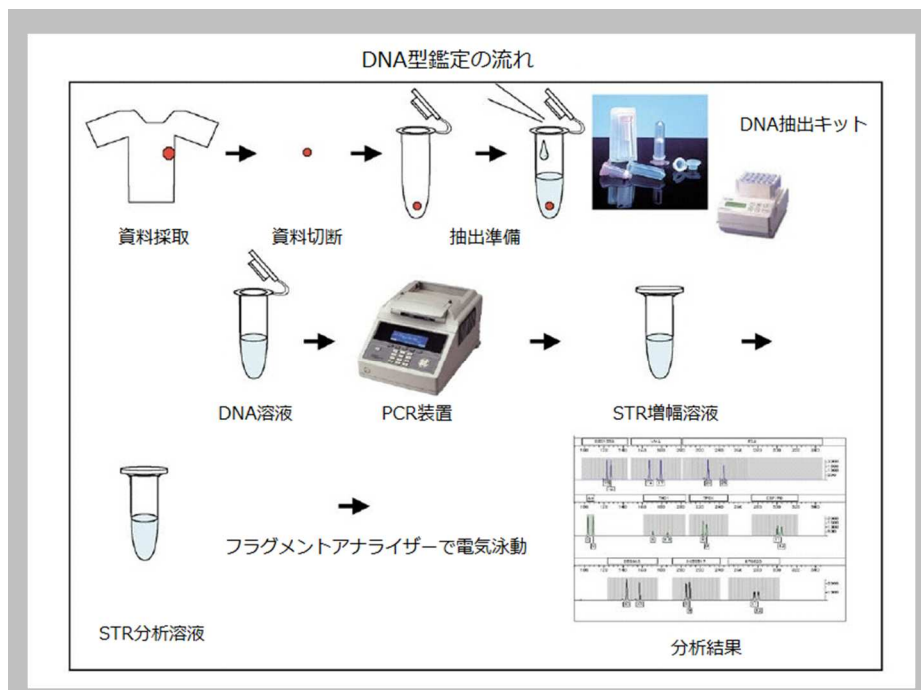 DNA型鑑定の流れ
DNA抽出キット
資料採取
資料切断
抽出準備
DNA溶液
PCR装置
STR増幅溶液
フラグメントアナライザーで電気泳動
STR分析溶液
分析結果